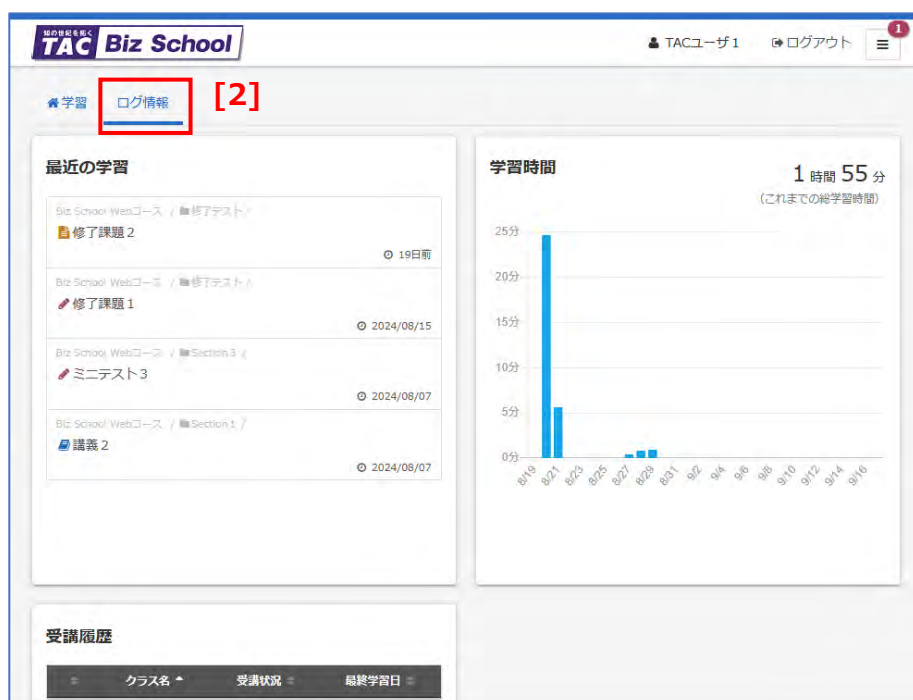 知の世紀を拓く
TAC Biz School
TACユーザ1 ログアウト 1
学習 ログ情報 [2]
最近の学習
Biz School Webコース / 修了テスト /
修了課題2
19日前
Biz School Webコース / 修了テスト /
修了課題1
2024/08/15
Biz School Webコース / Section 3 /
ミニテスト3
2024/08/07
Biz School Webコース / Section 1 /
講義2
2024/08/07
学習時間
1 時間 55 分
(これまでの総学習時間)
25分
20分
15分
10分
5分
0分
8/19 8/21 8/23 8/25 8/27 8/29 8/31 9/2 9/4 9/6 9/8 9/10 9/12 9/14 9/16
受講履歴
クラス名 受講状況 最終学習日